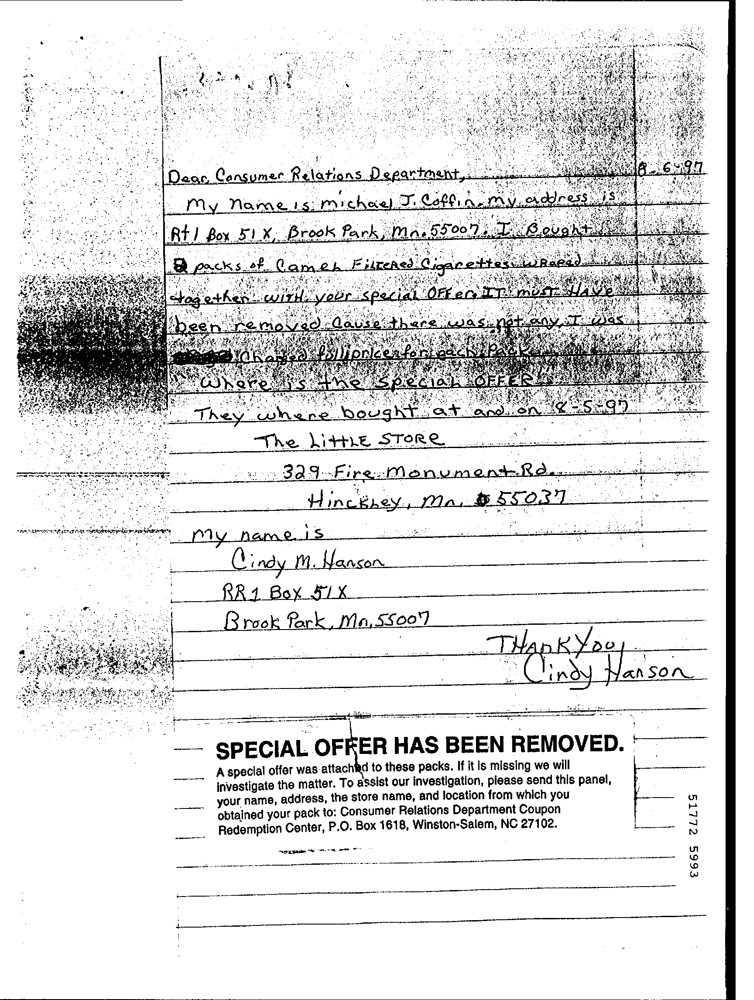 8-6-97
Dear Consumer Relations Department,
My name is michael J. Coffin. my address is
Rt 1 Box 51 X, Brook Park, Mn. 55007. I Bought
2 packs of Camel Filtered Cigarettes wraped
together with your special OFFer. IT must HAVE
been removed Cause there was not any. I was
Charged full price for each pack.
Where is the Special OFFER?
They where bought at and on 8-5-97
The LittlE STORE
329 Fire monument Rd.
Hinckley, Mn, 55037
My name is
Cindy M. Hanson
RR 1 Box 51 X
Brook Park, Mn, 55007
THANK YOU,
Cindy Hanson
SPECIAL OFFER HAS BEEN REMOVED.
A special offer was attached to these packs. If it is missing we will
investigate the matter. To assist our investigation, please send this panel,
your name, address, the store name, and location from which you
obtained your pack to: Consumer Relations Department Coupon
Redemption Center, P.O. Box 1618, Winston-Salem, NC 27102.
51772 5993